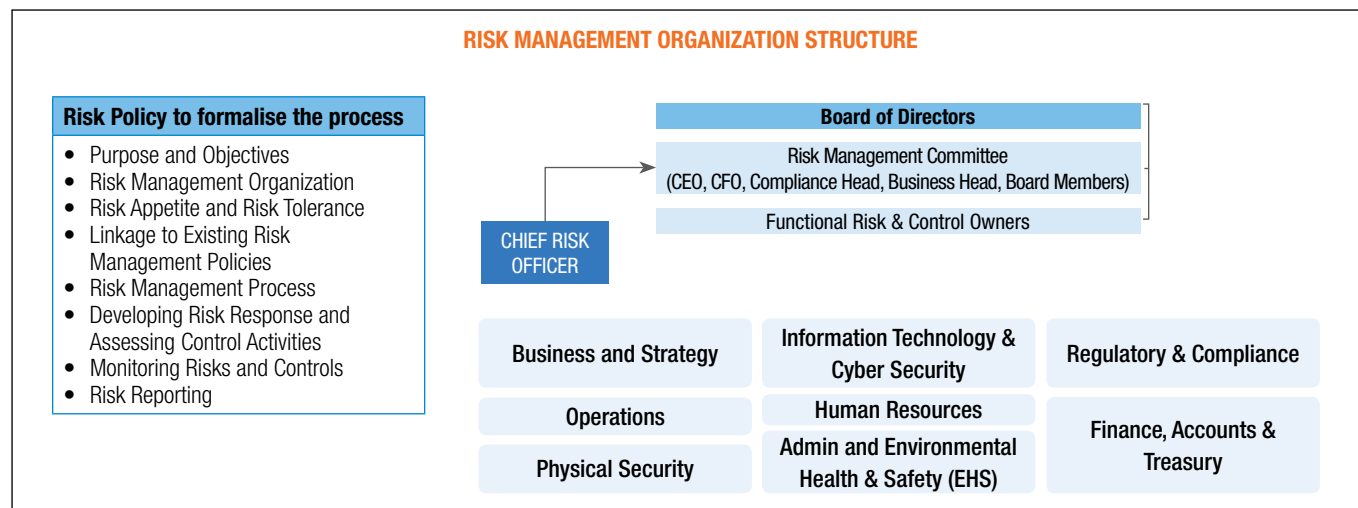 RISK MANAGEMENT ORGANIZATION STRUCTURE
Risk Policy to formalise the process
• Purpose and Objectives
• Risk Management Organization
• Risk Appetite and Risk Tolerance
• Linkage to Existing Risk
Management Policies
• Risk Management Process
• Developing Risk Response and
Assessing Control Activities
• Monitoring Risks and Controls
• Risk Reporting
Board of Directors
Risk Management Committee
(CEO, CFO, Compliance Head, Business Head, Board Members)
Functional Risk & Control Owners
CHIEF RISK
OFFICER
Business and Strategy
Information Technology &
Cyber Security
Regulatory & Compliance
Operations
Human Resources
Finance, Accounts &
Treasury
Physical Security
Admin and Environmental
Health & Safety (EHS)